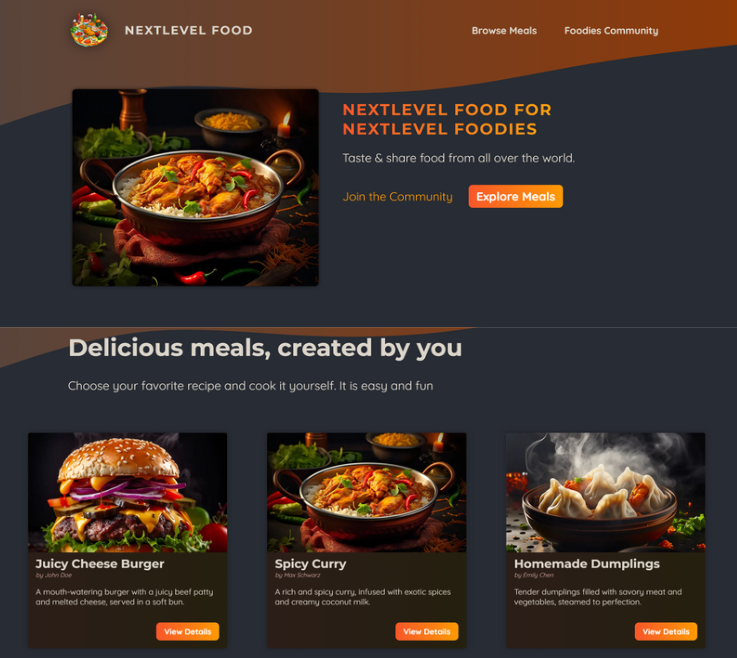 NEXTLEVEL FOOD
Browse Meals
Foodies Community
NEXTLEVEL FOOD FOR
NEXTLEVEL FOODIES
Taste & share food from all over the world.
Join the Community
Explore Meals
Delicious meals, created by you
Choose your favorite recipe and cook it yourself. It is easy and fun
Juicy Cheese Burger
by John Doe
A mouth-watering burger with a juicy beef patty
and melted cheese, served in a soft bun.
View Details
Spicy Curry
by Max Schwarz
A rich and spicy curry, infused with exotic spices
and creamy coconut milk.
View Details
Homemade Dumplings
by Emily Chen
Tender dumplings filled with savory meat and
vegetables, steamed to perfection.
View Details